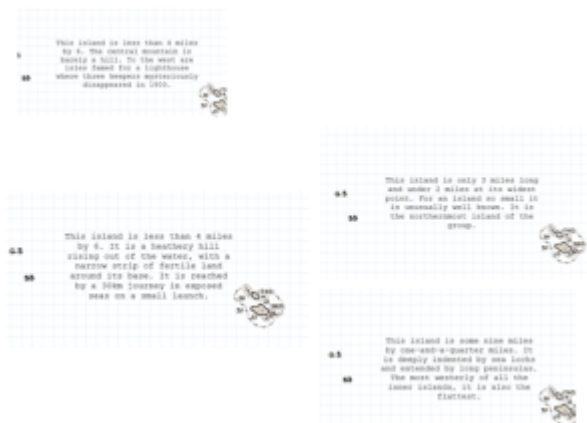 This island is less than 4 miles
by 4. The central mountain is
barely a hill. To the west are
isles famed for a lighthouse
where three keepers mysteriously
disappeared in 1900.
This island is only 3 miles long
and under 2 miles at its widest
point. For an island so small it
is unusually well known. It is
the northernmost island of the
group.
This island is less than 4 miles
by 6. It is a heathery hill
rising out of the water, with a
narrow strip of fertile land
around its base. It is reached
by a 30km journey in exposed
seas on a small launch.
This island is some nine miles
by one-and-a-quarter miles. It
is deeply indented by sea lochs
and extended by long peninsulas.
The most westerly of all the
inner islands, it is also the
flattest.